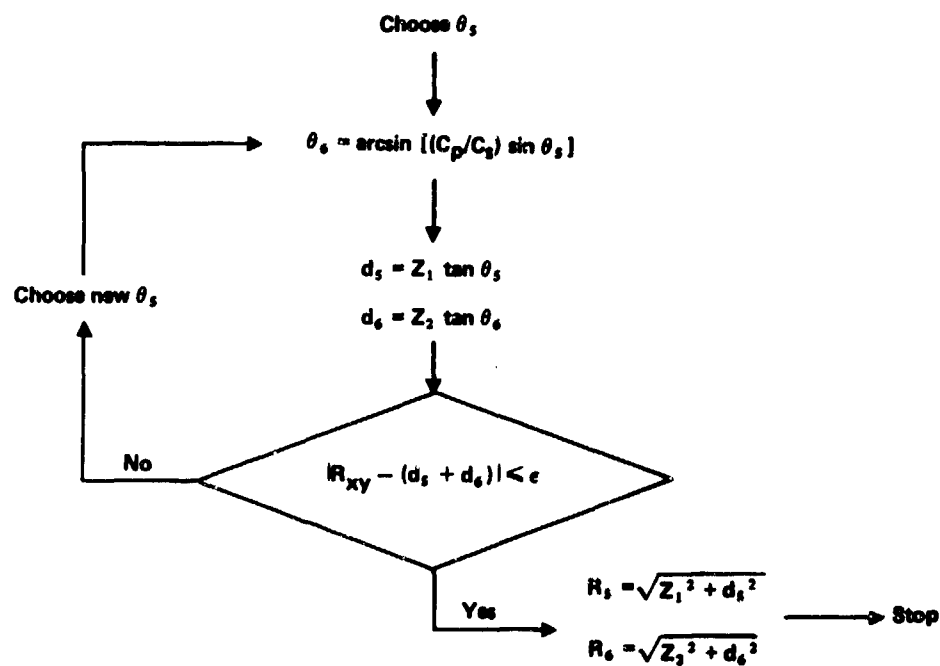 Choose θ₅
θ₆ = arcsin [(Cₚ/Cₛ) sin θ₅]
d₅ = Z₁ tan θ₅
Choose new θ₅
d₆ = Z₂ tan θ₆
No
|R_xy − (d₅ + d₆)| ≤ ε
R₅ = √(Z₁² + d₅²)
Yes
Stop
R₆ = √(Z₂² + d₆²)